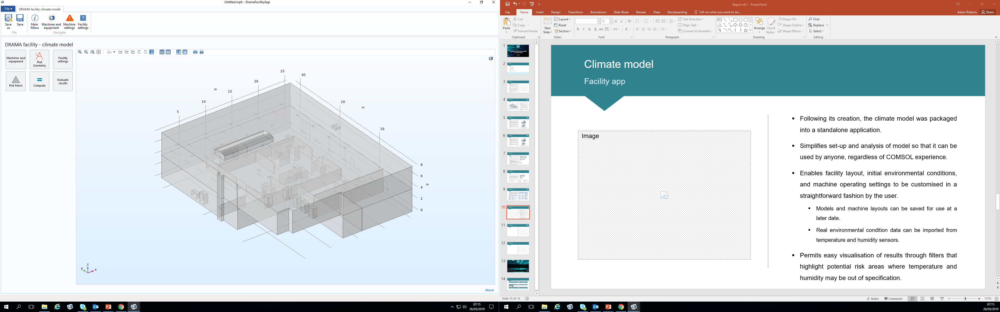 Untitled.mph - DramaFacilityApp
File
DRAMA facility climate model
Save as
Save
Main Menu
Machines and equipment
Machine settings
Facility settings
File
Navigate
DRAMA facility - climate model
Machines and equipment
Plot Geometry
Facility settings
Plot Mesh
Compute
Evaluate results
25
30
20
m
15
10
20
m
5
10
8
6
4
m
2
0
z
y
x
About
07:15
26/03/2019
Report v0.1 - PowerPoint
File
Home
Insert
Design
Transitions
Animations
Slide Show
Review
View
Storyboarding
Tell me what you want to do...
Adam Roberts
Share
Paste
Cut
Copy
Format Painter
Clipboard
New Slide
Layout
Reset
Section
Slides
12
B I U S abc AV Aa A
Font
Text Direction
Align Text
Convert to SmartArt
Paragraph
Arrange
Quick Styles
Shape Fill
Shape Outline
Shape Effects
Drawing
Find
Replace
Select
Editing
1
2
3
4
5
6
7
8
9
10
11
12
13
14
Climate model
Facility app
Image
▪ Following its creation, the climate model was packaged
into a standalone application.
▪ Simplifies set-up and analysis of model so that it can be
used by anyone, regardless of COMSOL experience.
▪ Enables facility layout, initial environmental conditions,
and machine operating settings to be customised in a
straightforward fashion by the user.
▪ Models and machine layouts can be saved for use at a
later date.
▪ Real environmental condition data can be imported from
temperature and humidity sensors.
▪ Permits easy visualisation of results through filters that
highlight potential risk areas where temperature and
humidity may be out of specification.
Slide 10 of 14
Notes
Comments
131%
07:15
26/03/2019